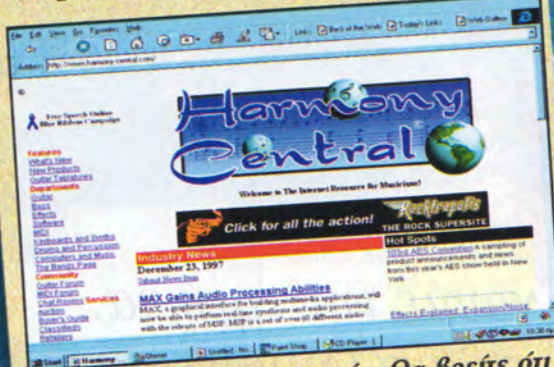 File Edit View Go Favorites Help
Links Best of the Web Today's Links Web Gallery
Address http://www.harmony-central.com/
Free Speech Online
Blue Ribbon Campaign
Harmony
Central®
Welcome to The Internet Resource for Musicians!
Click for all the action!
Rocktropolis
THE ROCK SUPERSITE
Features
What's New
New Products
Guitar Tablatures
Departments
Guitar
Bass
Effects
Software
MIDI
Keyboards and Synths
Drums and Percussion
Computers and Music
The Bands Page
Community
Guitar Forum
MIDI Forum
Chat Rooms Services
Auction
Buyer's Guide
Classifieds
Retailers
Industry News
December 23, 1997
Submit News Item
MAX Gains Audio Processing Abilities
MAX, a graphical interface for building multimedia applications, will
now be able to perform real time synthesis and audio processing
with the release of MSP. MSP is a set of over 60 different audio
Hot Spots
103rd AES Convention A sampling of
product announcements and news
from this year's AES show held in New
York.
Effects Explained Expansion/Noise
Start Harmony Untitled Paint Shop CD Player 10:30
Θα βρείτε ότι